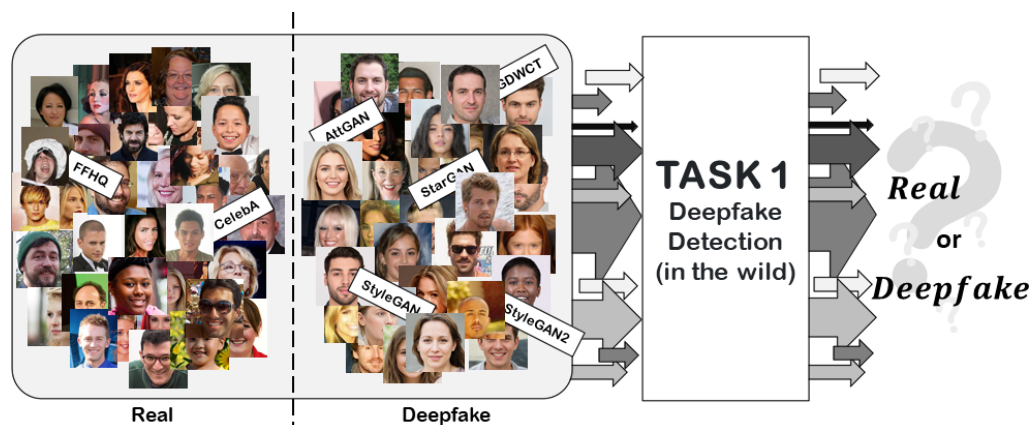 FFHQ
CelebA
Real
AttGAN
GDWCT
StarGAN
StyleGAN
StyleGAN2
Deepfake
TASK 1
Deepfake
Detection
(in the wild)
Real
or
Deepfake